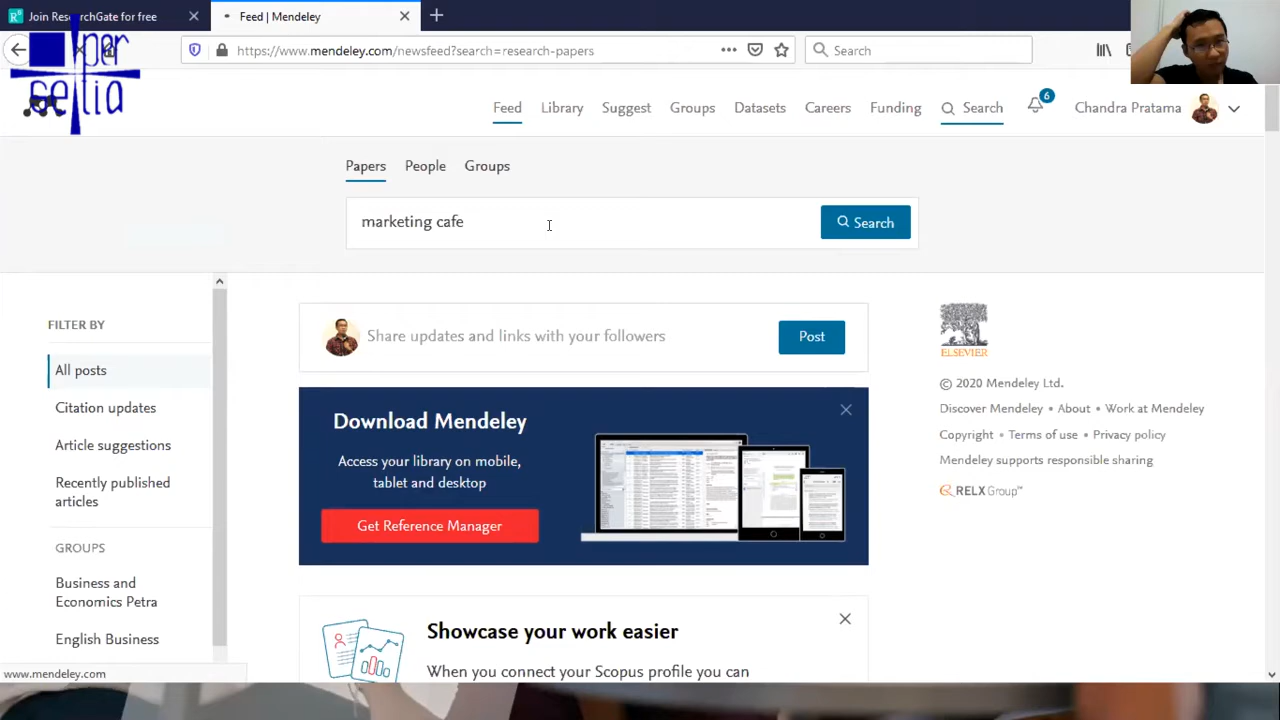 Join ResearchGate for free
Feed | Mendeley
https://www.mendeley.com/newsfeed?search=research-papers
Search
per
setia
Feed
Library
Suggest
Groups
Datasets
Careers
Funding
Search
6
Chandra Pratama
Papers
People
Groups
marketing cafe
Search
FILTER BY
All posts
Citation updates
Article suggestions
Recently published
articles
GROUPS
Business and
Economics Petra
English Business
Share updates and links with your followers
Post
Download Mendeley
Access your library on mobile,
tablet and desktop
Get Reference Manager
Showcase your work easier
When you connect your Scopus profile you can
ELSEVIER
© 2020 Mendeley Ltd.
Discover Mendeley • About • Work at Mendeley
Copyright • Terms of use • Privacy policy
Mendeley supports responsible sharing
RELX Group™
www.mendeley.com